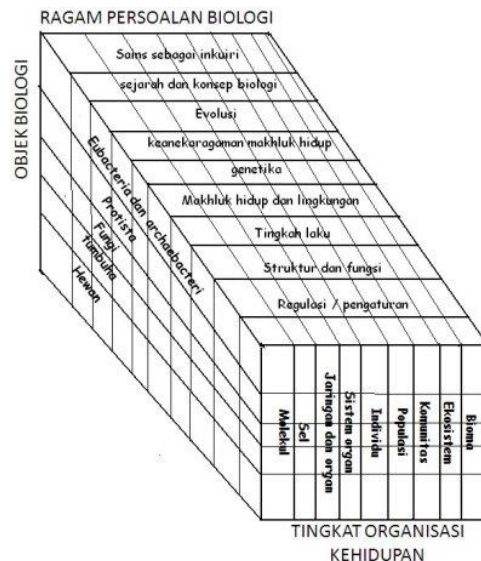 RAGAM PERSOALAN BIOLOGI
OBJEK BIOLOGI
Sains sebagai inkuiri
sejarah dan konsep biologi
Evolusi
keanekaragaman makhluk hidup
genetika
Makhluk hidup dan lingkungan
Tingkah laku
Struktur dan fungsi
Regulasi / pengaturan
Eubacteria dan archaebacteri
Protista
Fungi
Tumbuha
Hewan
Molekul
Sel
Jaringan dan organ
Sistem organ
Individu
Populasi
Komunitas
Ekosistem
Bioma
TINGKAT ORGANISASI
KEHIDUPAN